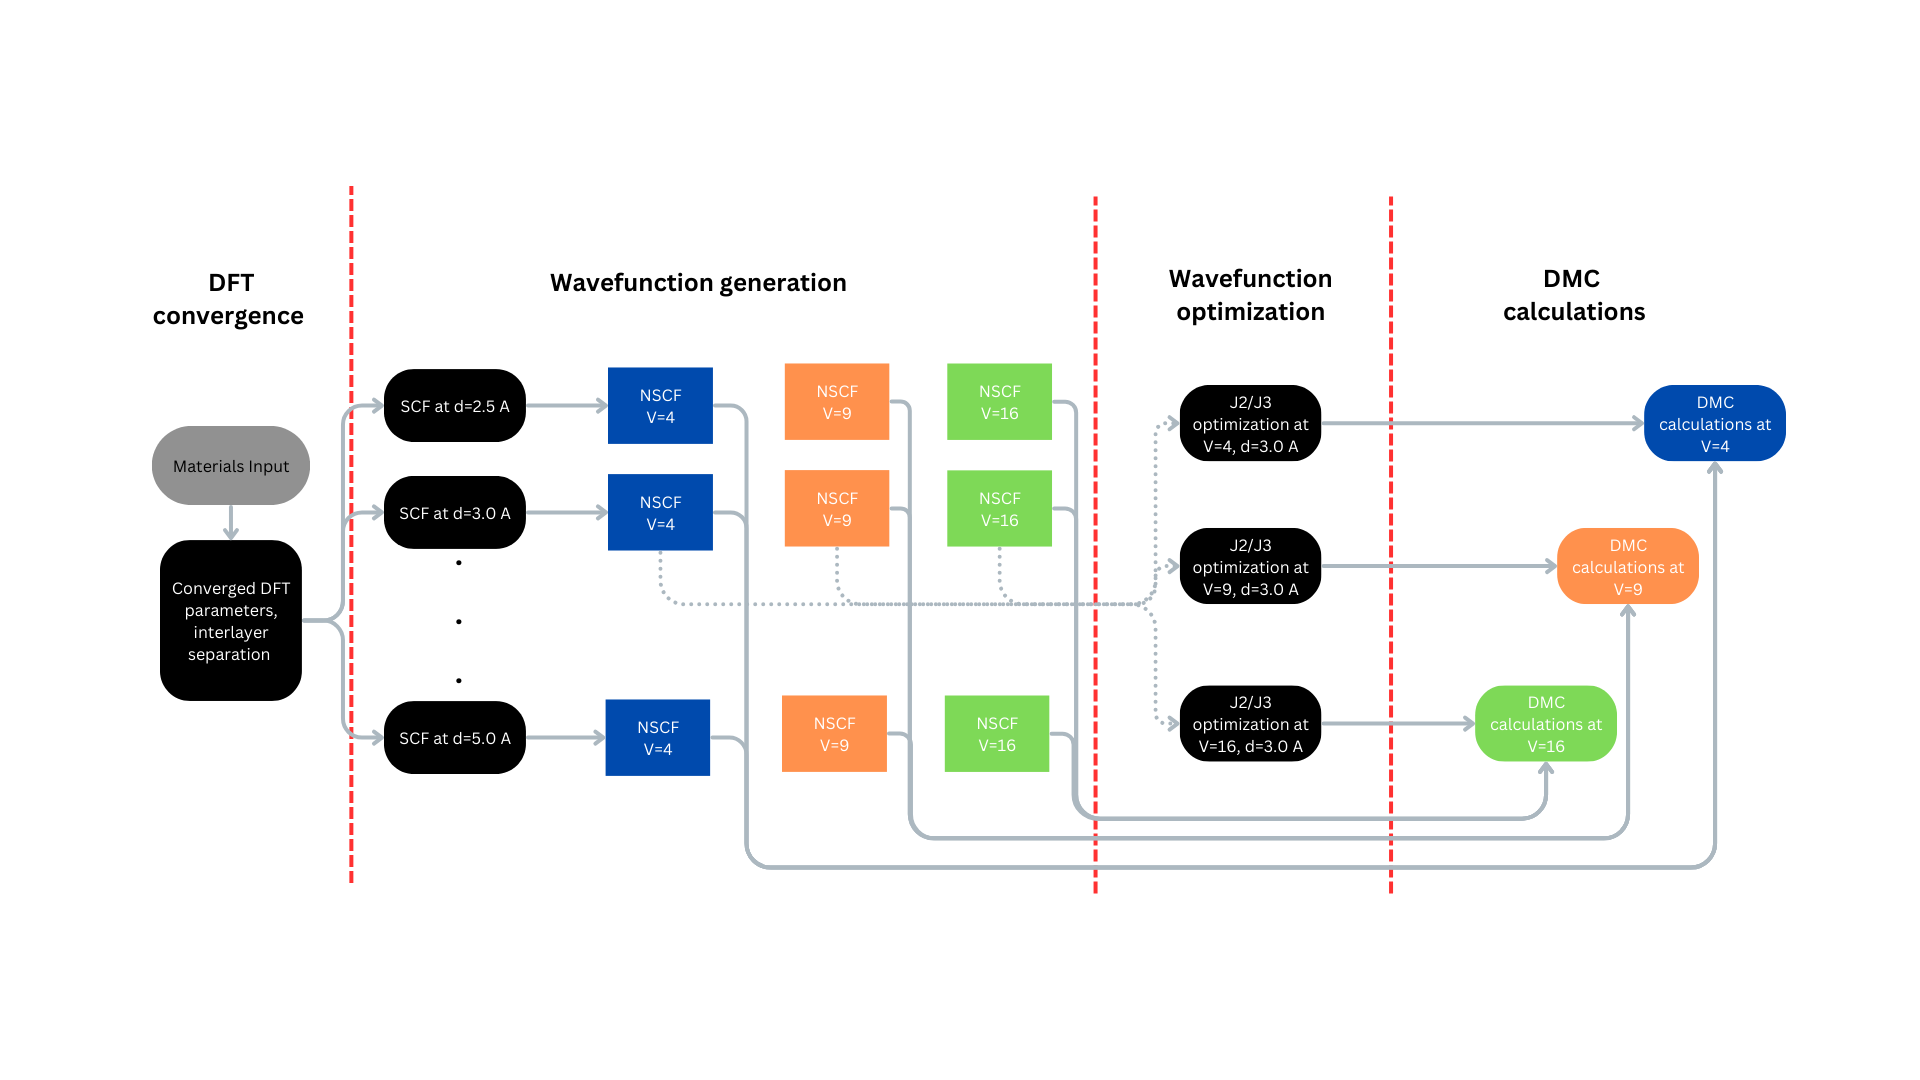 DFT
convergence
Wavefunction generation
Wavefunction
optimization
DMC
calculations
Materials Input
Converged DFT
parameters,
interlayer
separation
SCF at d=2.5 A
NSCF
V=4
NSCF
V=9
NSCF
V=16
SCF at d=3.0 A
NSCF
V=4
NSCF
V=9
NSCF
V=16
SCF at d=5.0 A
NSCF
V=4
NSCF
V=9
NSCF
V=16
J2/J3
optimization at
V=4, d=3.0 A
J2/J3
optimization at
V=9, d=3.0 A
J2/J3
optimization at
V=16, d=3.0 A
DMC
calculations at
V=4
DMC
calculations at
V=9
DMC
calculations at
V=16